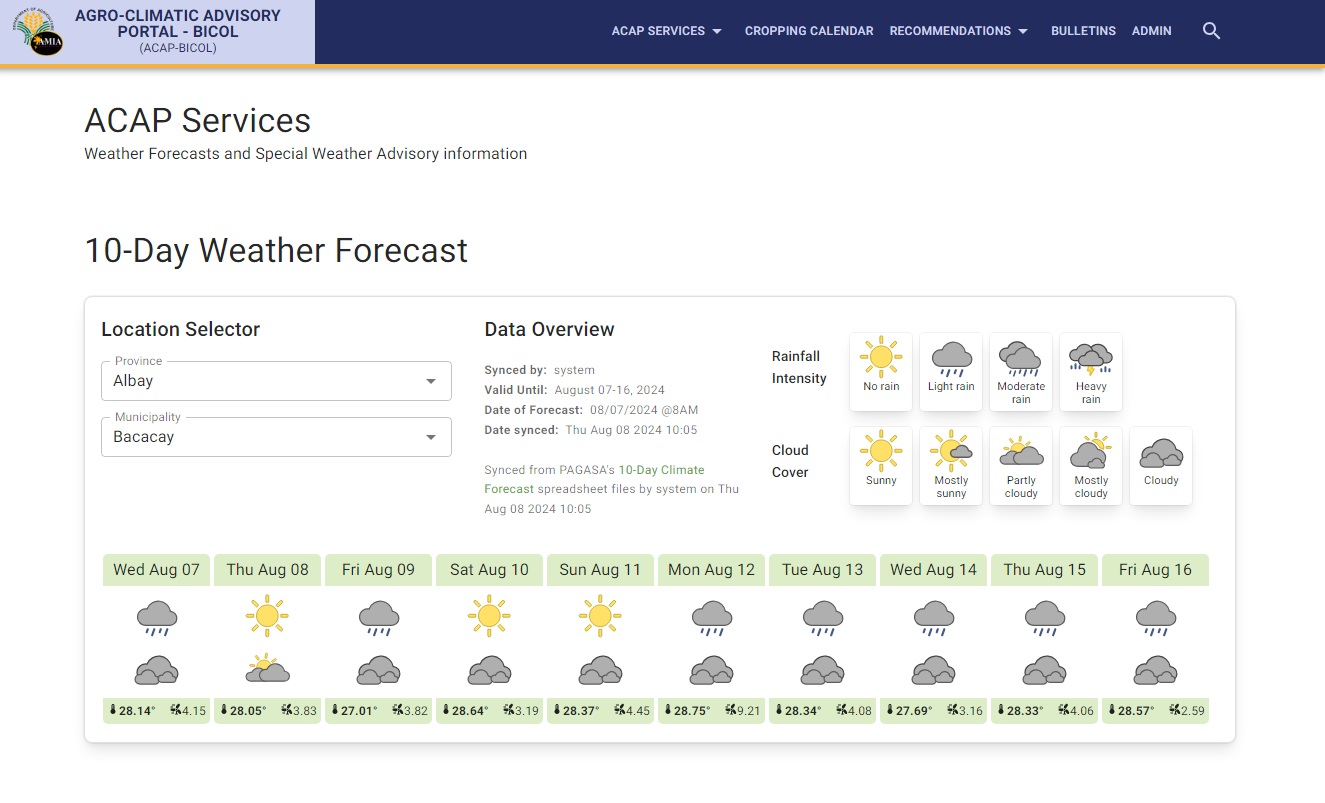 AGRO-CLIMATIC ADVISORY
PORTAL - BICOL
(ACAP-BICOL)
AMIA
ACAP SERVICES
CROPPING CALENDAR
RECOMMENDATIONS
BULLETINS
ADMIN
ACAP Services
Weather Forecasts and Special Weather Advisory information
10-Day Weather Forecast
Location Selector
Province
Albay
Municipality
Bacacay
Data Overview
Synced by: system
Valid Until: August 07-16, 2024
Date of Forecast: 08/07/2024 @8AM
Date synced: Thu Aug 08 2024 10:05
Synced from PAGASA's 10-Day Climate
Forecast spreadsheet files by system on Thu
Aug 08 2024 10:05
Rainfall
Intensity
No rain
Light rain
Moderate
rain
Heavy
rain
Cloud
Cover
Sunny
Mostly
sunny
Partly
cloudy
Mostly
cloudy
Cloudy
Wed Aug 07 Thu Aug 08 Fri Aug 09 Sat Aug 10 Sun Aug 11 Mon Aug 12 Tue Aug 13 Wed Aug 14 Thu Aug 15 Fri Aug 16
28.14° 4.15 28.05° 3.83 27.01° 3.82 28.64° 3.19 28.37° 4.45 28.75° 9.21 28.34° 4.08 27.69° 3.16 28.33° 4.06 28.57° 2.59